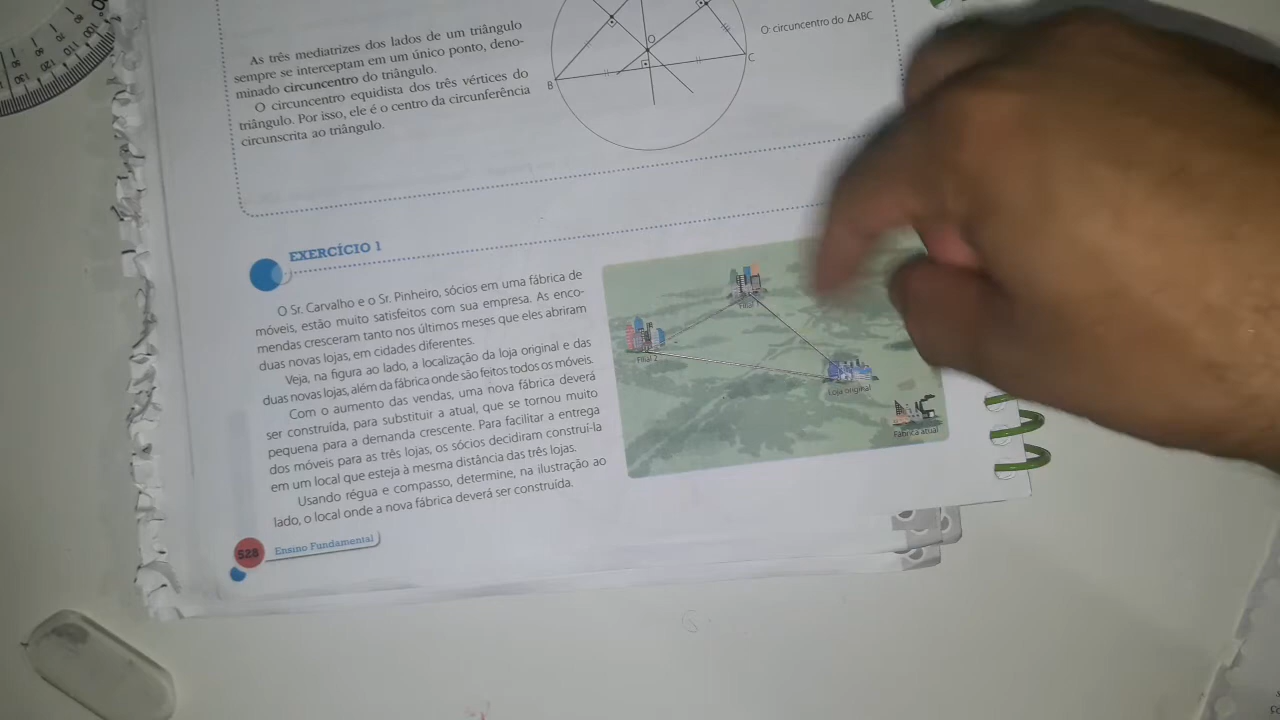 As três mediatrizes dos lados de um triângulo
sempre se interceptam em um único ponto, deno-
minado circuncentro do triângulo.
O circuncentro equidista dos três vértices do
triângulo. Por isso, ele é o centro da circunferência
circunscrita ao triângulo.
O
B
C
O: circuncentro do ΔABC
EXERCÍCIO 1
O Sr. Carvalho e o Sr. Pinheiro, sócios em uma fábrica de
móveis, estão muito satisfeitos com sua empresa. As enco-
mendas cresceram tanto nos últimos meses que eles abriram
duas novas lojas, em cidades diferentes.
Veja, na figura ao lado, a localização da loja original e das
duas novas lojas, além da fábrica onde são feitos todos os móveis.
Com o aumento das vendas, uma nova fábrica deverá
ser construída, para substituir a atual, que se tornou muito
pequena para a demanda crescente. Para facilitar a entrega
dos móveis para as três lojas, os sócios decidiram construí-la
em um local que esteja à mesma distância das três lojas.
Usando régua e compasso, determine, na ilustração ao
lado, o local onde a nova fábrica deverá ser construída.
Filial
Filial 2
Loja original
Fábrica atual
528
Ensino Fundamental